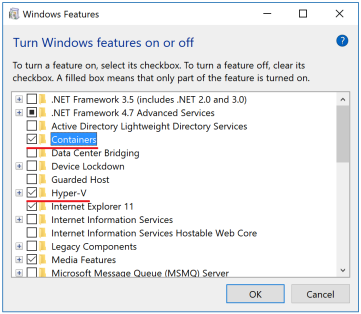 Windows Features
Turn Windows features on or off
To turn a feature on, select its checkbox. To turn a feature off, clear its
checkbox. A filled box means that only part of the feature is turned on.
.NET Framework 3.5 (includes .NET 2.0 and 3.0)
.NET Framework 4.7 Advanced Services
Active Directory Lightweight Directory Services
Containers
Data Center Bridging
Device Lockdown
Guarded Host
Hyper-V
Internet Explorer 11
Internet Information Services
Internet Information Services Hostable Web Core
Legacy Components
Media Features
Microsoft Message Queue (MSMQ) Server
OK
Cancel